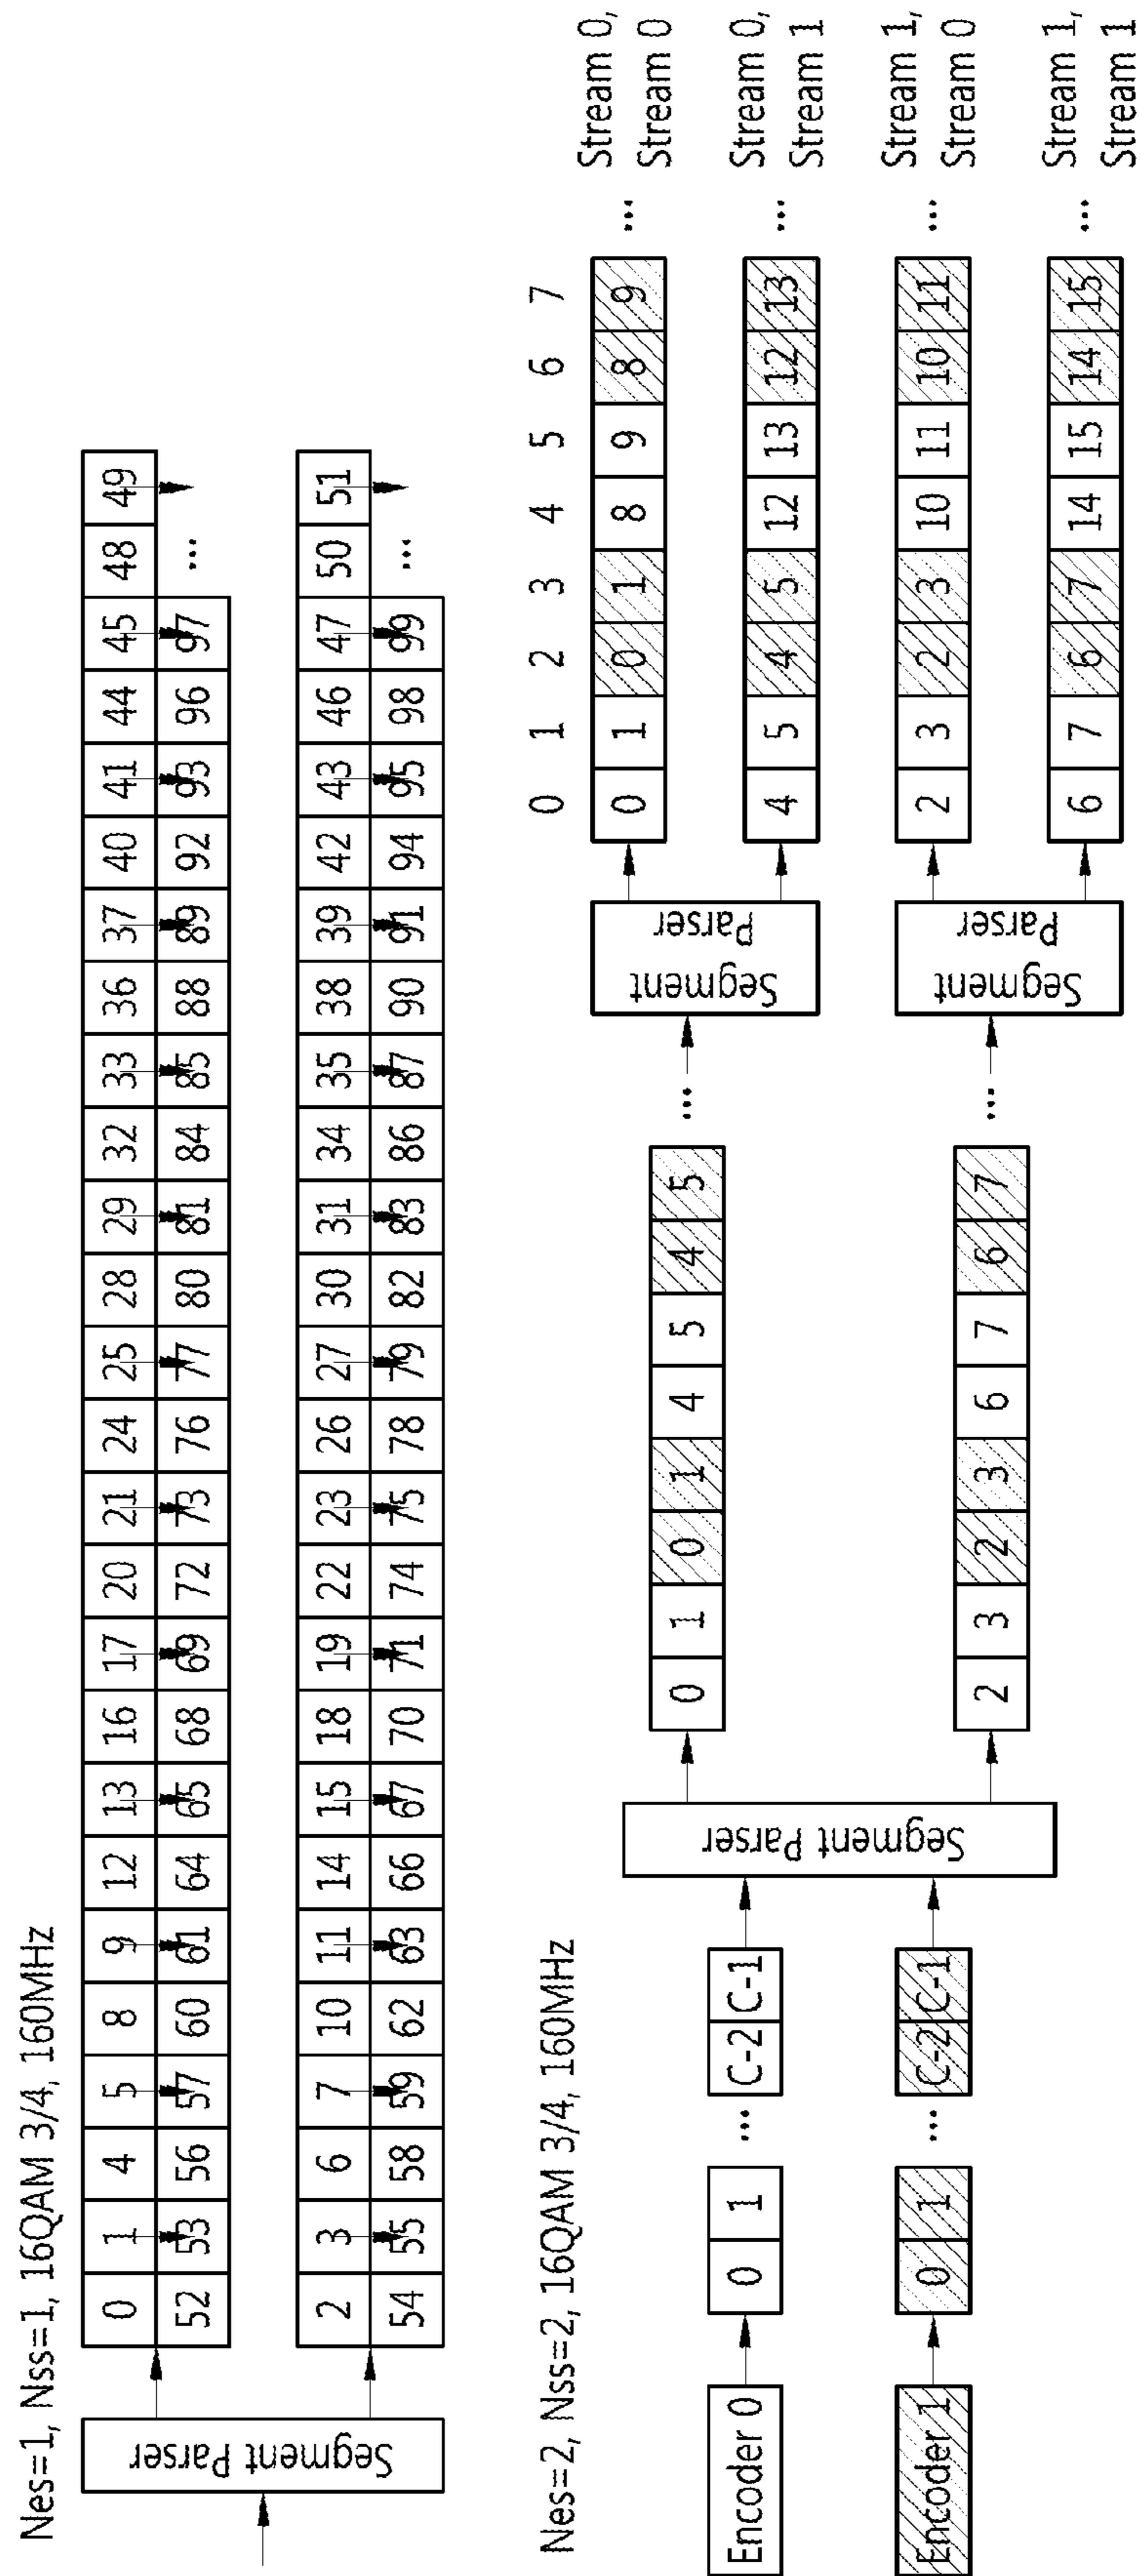 Nes=1, Nss=1, 16QAM 3/4, 160MHz
Segment Parser
0 1 4 5 8 9 12 13 16 17 20 21 24 25 28 29 32 33 36 37 40 41 44 45 48 49
52 53 56 57 60 61 64 65 68 69 72 73 76 77 80 81 84 85 88 89 92 93 96 97 ...
2 3 6 7 10 11 14 15 18 19 22 23 26 27 30 31 34 35 38 39 42 43 46 47 50 51
54 55 58 59 62 63 66 67 70 71 74 75 78 79 82 83 86 87 90 91 94 95 98 99 ...
Nes=2, Nss=2, 16QAM 3/4, 160MHz
Encoder 0
0 1 ... C-2 C-1
Encoder 1
0 1 ... C-2 C-1
Segment Parser
0 1 0 1 4 5 4 5 ...
2 3 2 3 6 7 6 7 ...
Segment
Parser
Segment
Parser
0 1 2 3 4 5 6 7
0 1 0 1 8 9 8 9 ...
Stream 0,
Stream 0
4 5 4 5 12 13 12 13 ...
Stream 0,
Stream 1
2 3 2 3 10 11 10 11 ...
Stream 1,
Stream 0
6 7 6 7 14 15 14 15 ...
Stream 1,
Stream 1